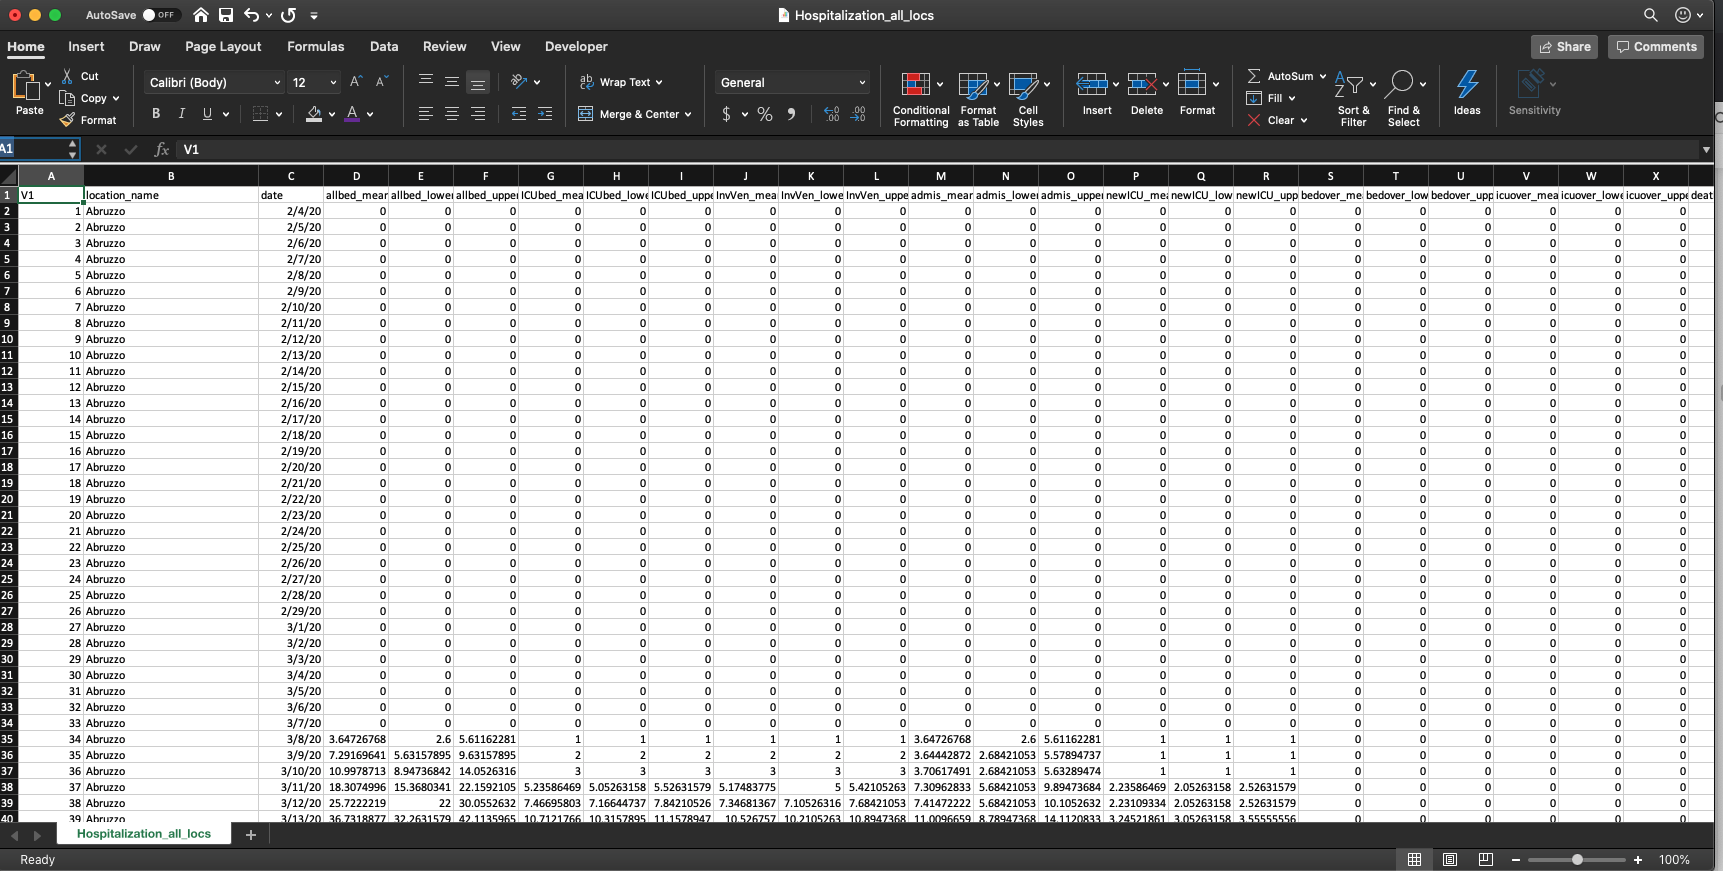 AutoSave OFF Hospitalization_all_locs
Home Insert Draw Page Layout Formulas Data Review View Developer Share Comments
Paste Cut Copy Format Calibri (Body) 12 Wrap Text General Conditional Formatting Format as Table Cell Styles Insert Delete Format AutoSum Fill Clear Sort & Filter Find & Select Ideas Sensitivity
B I U A Merge & Center $ %
A1 fx V1
A B C D E F G H I J K L M N O P Q R S T U V W X
1 V1 location_name date allbed_mear allbed_lowe allbed_upper ICUbed_mea ICUbed_lowe ICUbed_uppe InvVen_mea InvVen_lowe InvVen_uppe admis_mear admis_lowe admis_uppe newICU_me newICU_low newICU_upp bedover_me bedover_low bedover_upp icuover_mea icuover_lowe icuover_uppe deat
2 1 Abruzzo 2/4/20 0 0 0 0 0 0 0 0 0 0 0 0 0 0 0 0 0 0 0 0 0
3 2 Abruzzo 2/5/20 0 0 0 0 0 0 0 0 0 0 0 0 0 0 0 0 0 0 0 0 0
4 3 Abruzzo 2/6/20 0 0 0 0 0 0 0 0 0 0 0 0 0 0 0 0 0 0 0 0 0
5 4 Abruzzo 2/7/20 0 0 0 0 0 0 0 0 0 0 0 0 0 0 0 0 0 0 0 0 0
6 5 Abruzzo 2/8/20 0 0 0 0 0 0 0 0 0 0 0 0 0 0 0 0 0 0 0 0 0
7 6 Abruzzo 2/9/20 0 0 0 0 0 0 0 0 0 0 0 0 0 0 0 0 0 0 0 0 0
8 7 Abruzzo 2/10/20 0 0 0 0 0 0 0 0 0 0 0 0 0 0 0 0 0 0 0 0 0
9 8 Abruzzo 2/11/20 0 0 0 0 0 0 0 0 0 0 0 0 0 0 0 0 0 0 0 0 0
10 9 Abruzzo 2/12/20 0 0 0 0 0 0 0 0 0 0 0 0 0 0 0 0 0 0 0 0 0
11 10 Abruzzo 2/13/20 0 0 0 0 0 0 0 0 0 0 0 0 0 0 0 0 0 0 0 0 0
12 11 Abruzzo 2/14/20 0 0 0 0 0 0 0 0 0 0 0 0 0 0 0 0 0 0 0 0 0
13 12 Abruzzo 2/15/20 0 0 0 0 0 0 0 0 0 0 0 0 0 0 0 0 0 0 0 0 0
14 13 Abruzzo 2/16/20 0 0 0 0 0 0 0 0 0 0 0 0 0 0 0 0 0 0 0 0 0
15 14 Abruzzo 2/17/20 0 0 0 0 0 0 0 0 0 0 0 0 0 0 0 0 0 0 0 0 0
16 15 Abruzzo 2/18/20 0 0 0 0 0 0 0 0 0 0 0 0 0 0 0 0 0 0 0 0 0
17 16 Abruzzo 2/19/20 0 0 0 0 0 0 0 0 0 0 0 0 0 0 0 0 0 0 0 0 0
18 17 Abruzzo 2/20/20 0 0 0 0 0 0 0 0 0 0 0 0 0 0 0 0 0 0 0 0 0
19 18 Abruzzo 2/21/20 0 0 0 0 0 0 0 0 0 0 0 0 0 0 0 0 0 0 0 0 0
20 19 Abruzzo 2/22/20 0 0 0 0 0 0 0 0 0 0 0 0 0 0 0 0 0 0 0 0 0
21 20 Abruzzo 2/23/20 0 0 0 0 0 0 0 0 0 0 0 0 0 0 0 0 0 0 0 0 0
22 21 Abruzzo 2/24/20 0 0 0 0 0 0 0 0 0 0 0 0 0 0 0 0 0 0 0 0 0
23 22 Abruzzo 2/25/20 0 0 0 0 0 0 0 0 0 0 0 0 0 0 0 0 0 0 0 0 0
24 23 Abruzzo 2/26/20 0 0 0 0 0 0 0 0 0 0 0 0 0 0 0 0 0 0 0 0 0
25 24 Abruzzo 2/27/20 0 0 0 0 0 0 0 0 0 0 0 0 0 0 0 0 0 0 0 0 0
26 25 Abruzzo 2/28/20 0 0 0 0 0 0 0 0 0 0 0 0 0 0 0 0 0 0 0 0 0
27 26 Abruzzo 2/29/20 0 0 0 0 0 0 0 0 0 0 0 0 0 0 0 0 0 0 0 0 0
28 27 Abruzzo 3/1/20 0 0 0 0 0 0 0 0 0 0 0 0 0 0 0 0 0 0 0 0 0
29 28 Abruzzo 3/2/20 0 0 0 0 0 0 0 0 0 0 0 0 0 0 0 0 0 0 0 0 0
30 29 Abruzzo 3/3/20 0 0 0 0 0 0 0 0 0 0 0 0 0 0 0 0 0 0 0 0 0
31 30 Abruzzo 3/4/20 0 0 0 0 0 0 0 0 0 0 0 0 0 0 0 0 0 0 0 0 0
32 31 Abruzzo 3/5/20 0 0 0 0 0 0 0 0 0 0 0 0 0 0 0 0 0 0 0 0 0
33 32 Abruzzo 3/6/20 0 0 0 0 0 0 0 0 0 0 0 0 0 0 0 0 0 0 0 0 0
34 33 Abruzzo 3/7/20 0 0 0 0 0 0 0 0 0 0 0 0 0 0 0 0 0 0 0 0 0
35 34 Abruzzo 3/8/20 3.64726768 2.6 5.61162281 1 1 1 1 1 1 3.64726768 2.6 5.61162281 1 1 1 0 0 0 0 0 0
36 35 Abruzzo 3/9/20 7.29169641 5.63157895 9.63157895 2 2 2 2 2 2 3.64442872 2.68421053 5.57894737 1 1 1 0 0 0 0 0 0
37 36 Abruzzo 3/10/20 10.9978713 8.94736842 14.0526316 3 3 3 3 3 3 3.70617491 2.68421053 5.63289474 1 1 1 0 0 0 0 0 0
38 37 Abruzzo 3/11/20 18.3074996 15.3680341 22.1592105 5.23586469 5.05263158 5.52631579 5.17483775 5 5.42105263 7.30962833 5.68421053 9.89473684 2.23586469 2.05263158 2.52631579 0 0 0 0 0 0
39 38 Abruzzo 3/12/20 25.7222219 22 30.0552632 7.46695803 7.16644737 7.84210526 7.34681367 7.10526316 7.68421053 7.41472222 5.68421053 10.1052632 2.23109334 2.05263158 2.52631579 0 0 0 0 0 0
40 39 Abruzzo 3/13/20 36.7318877 32.2631579 42.1135965 10.7121766 10.3157895 11.1578947 10.526757 10.2105263 10.8947368 11.0096659 8.78947368 14.1120833 3.24521861 3.05263158 3.55555556 0 0 0 0 0 0
Hospitalization_all_locs
Ready 100%